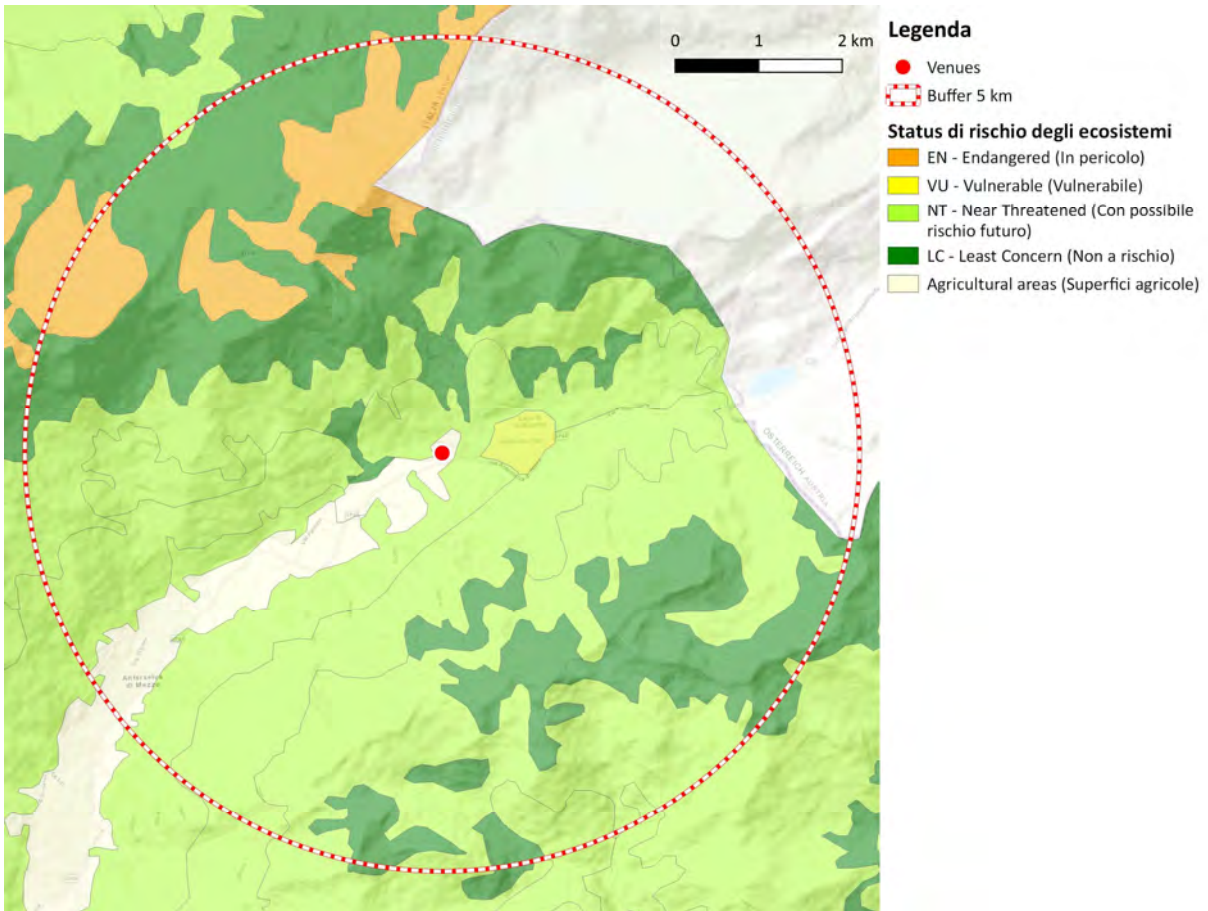 0 1 2 km
Legenda
Venues
Buffer 5 km
Status di rischio degli ecosistemi
EN - Endangered (In pericolo)
VU - Vulnerable (Vulnerabile)
NT - Near Threatened (Con possibile
rischio futuro)
LC - Least Concern (Non a rischio)
Agricultural areas (Superfici agricole)
ÖSTERREICH AUSTRIA
di Mezzo